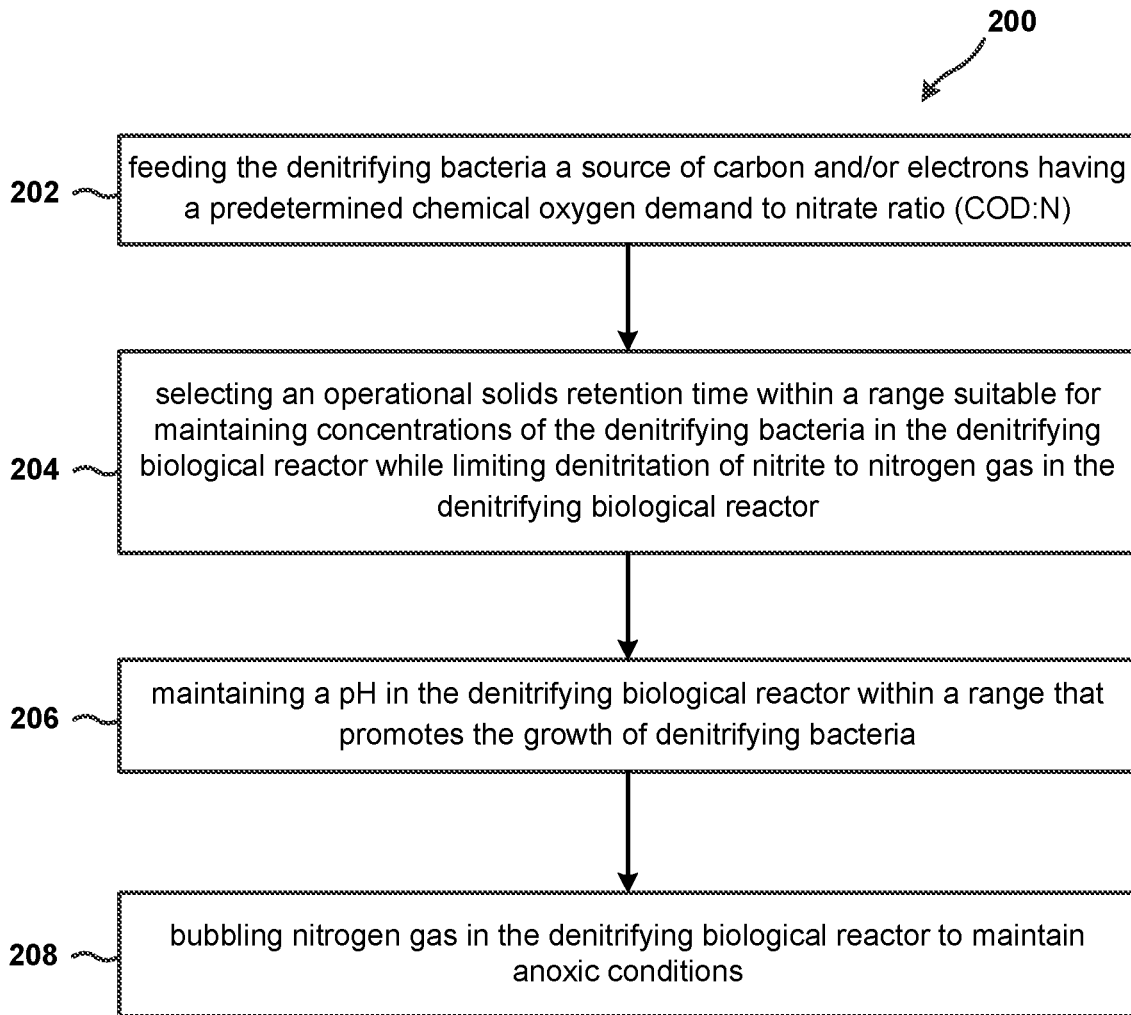 200
202
feeding the denitrifying bacteria a source of carbon and/or electrons having
a predetermined chemical oxygen demand to nitrate ratio (COD:N)
204
selecting an operational solids retention time within a range suitable for
maintaining concentrations of the denitrifying bacteria in the denitrifying
biological reactor while limiting denitritation of nitrite to nitrogen gas in the
denitrifying biological reactor
206
maintaining a pH in the denitrifying biological reactor within a range that
promotes the growth of denitrifying bacteria
208
bubbling nitrogen gas in the denitrifying biological reactor to maintain
anoxic conditions